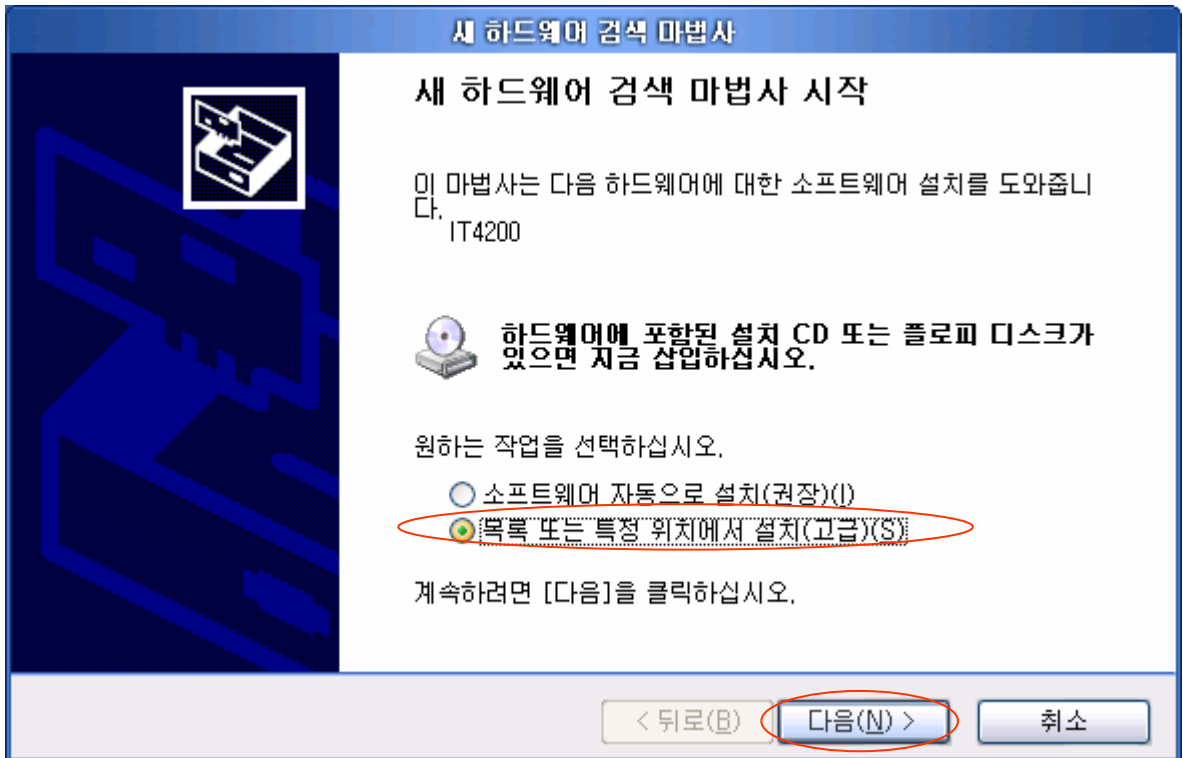 새 하드웨어 검색 마법사
새 하드웨어 검색 마법사 시작
이 마법사는 다음 하드웨어에 대한 소프트웨어 설치를 도와줍니
다.
IT4200
하드웨어에 포함된 설치 CD 또는 플로피 디스크가
있으면 지금 삽입하십시오.
원하는 작업을 선택하십시오.
소프트웨어 자동으로 설치(권장)(I)
목록 또는 특정 위치에서 설치(고급)(S)
계속하려면 [다음]을 클릭하십시오.
< 뒤로(B) 다음(N) > 취소